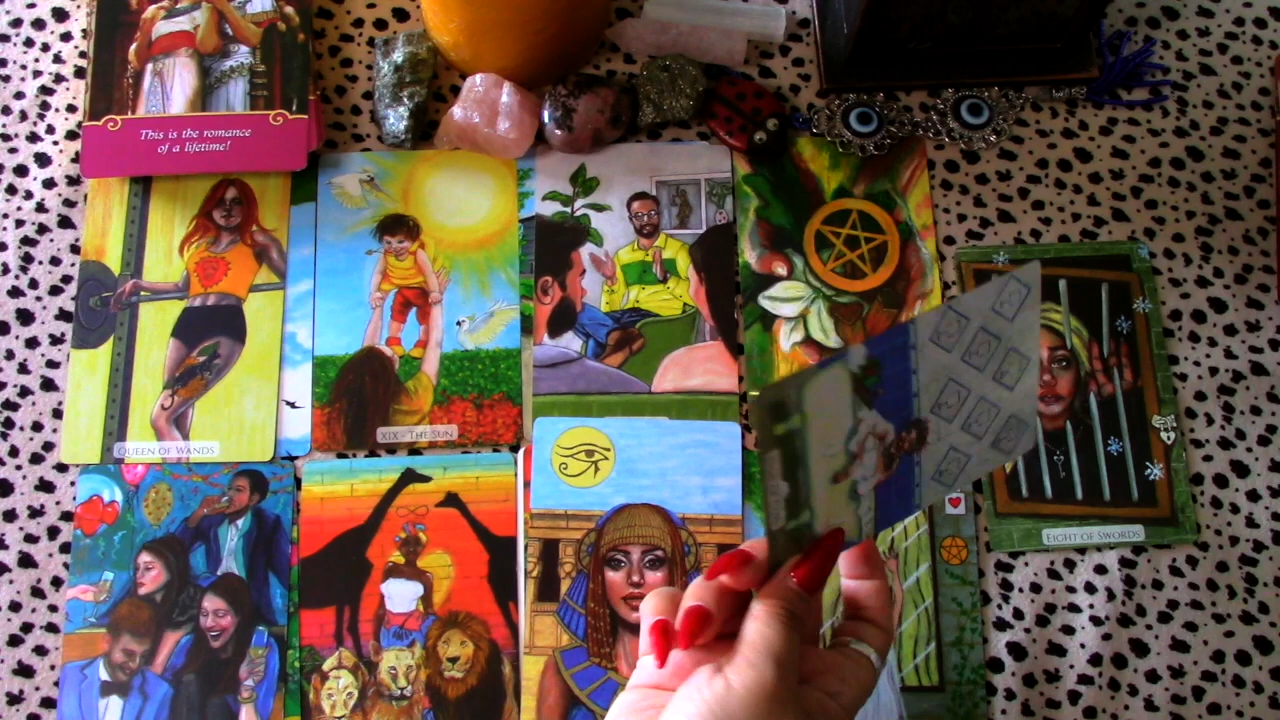 This is the romance
of a lifetime!
QUEEN OF WANDS
XIX - THE SUN
EIGHT OF SWORDS